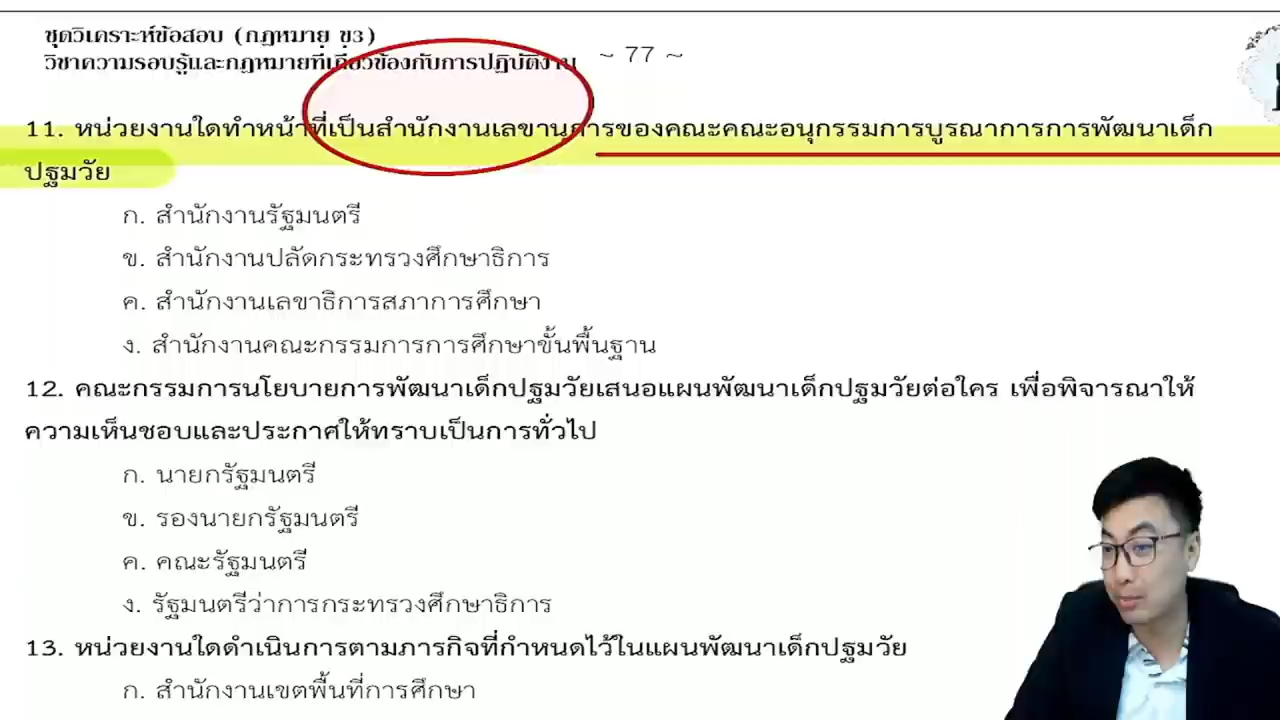 ชุดวิเคราะห์ข้อสอบ (กฎหมาย ข3)
วิชาความรอบรู้และกฎหมายที่เกี่ยวข้องกับการปฏิบัติงาน ~ 77 ~
11. หน่วยงานใดทำหน้าที่เป็นสำนักงานเลขานุการของคณะคณะอนุกรรมการบูรณาการการพัฒนาเด็ก
ปฐมวัย
ก. สำนักงานรัฐมนตรี
ข. สำนักงานปลัดกระทรวงศึกษาธิการ
ค. สำนักงานเลขาธิการสภาการศึกษา
ง. สำนักงานคณะกรรมการการศึกษาขั้นพื้นฐาน
12. คณะกรรมการนโยบายการพัฒนาเด็กปฐมวัยเสนอแผนพัฒนาเด็กปฐมวัยต่อใคร เพื่อพิจารณาให้
ความเห็นชอบและประกาศให้ทราบเป็นการทั่วไป
ก. นายกรัฐมนตรี
ข. รองนายกรัฐมนตรี
ค. คณะรัฐมนตรี
ง. รัฐมนตรีว่าการกระทรวงศึกษาธิการ
13. หน่วยงานใดดำเนินการตามภารกิจที่กำหนดไว้ในแผนพัฒนาเด็กปฐมวัย
ก. สำนักงานเขตพื้นที่การศึกษา